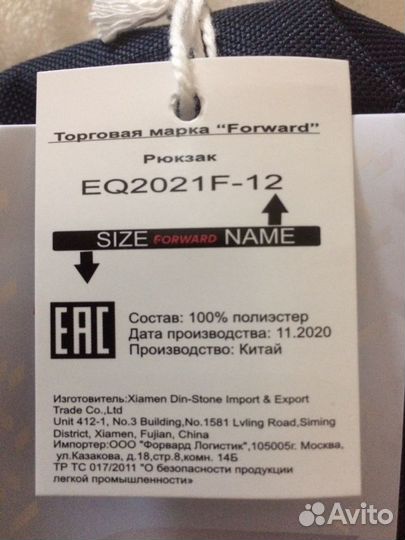 Торговая марка "Forward"
Рюкзак
EQ2021F-12
SIZE FORWARD NAME
EAC
Состав: 100% полиэстер
Дата производства: 11.2020
Производство: Китай
Изготовитель:Xiamen Din-Stone Import & Export
Trade Co.,Ltd
Unit 412-1, No.3 Building,No.1581 Lvling Road,Siming
District, Xiamen, Fujian, China
Импортер:ООО "Форвард Логистик",105005г. Москва,
ул.Казакова, д.18,стр.8,комн. 14Б
ТР ТС 017/2011 "О безопасности продукции
легкой промышленности»
Avito